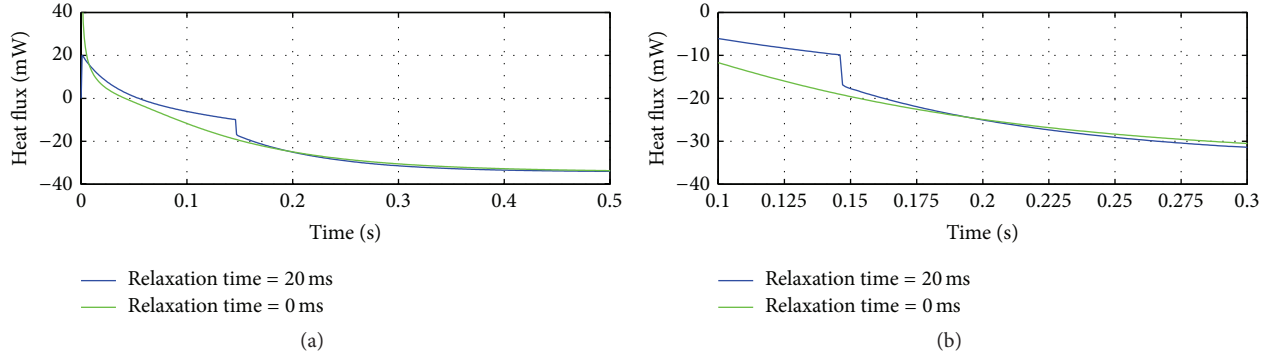 40
20
0
−20
−40
Heat flux (mW)
0
0.1
0.2
0.3
0.4
0.5
Time (s)
Relaxation time = 20 ms
Relaxation time = 0 ms
(a)
0
−10
−20
−30
−40
Heat flux (mW)
0.1
0.125
0.15
0.175
0.2
0.225
0.25
0.275
0.3
Time (s)
Relaxation time = 20 ms
Relaxation time = 0 ms
(b)